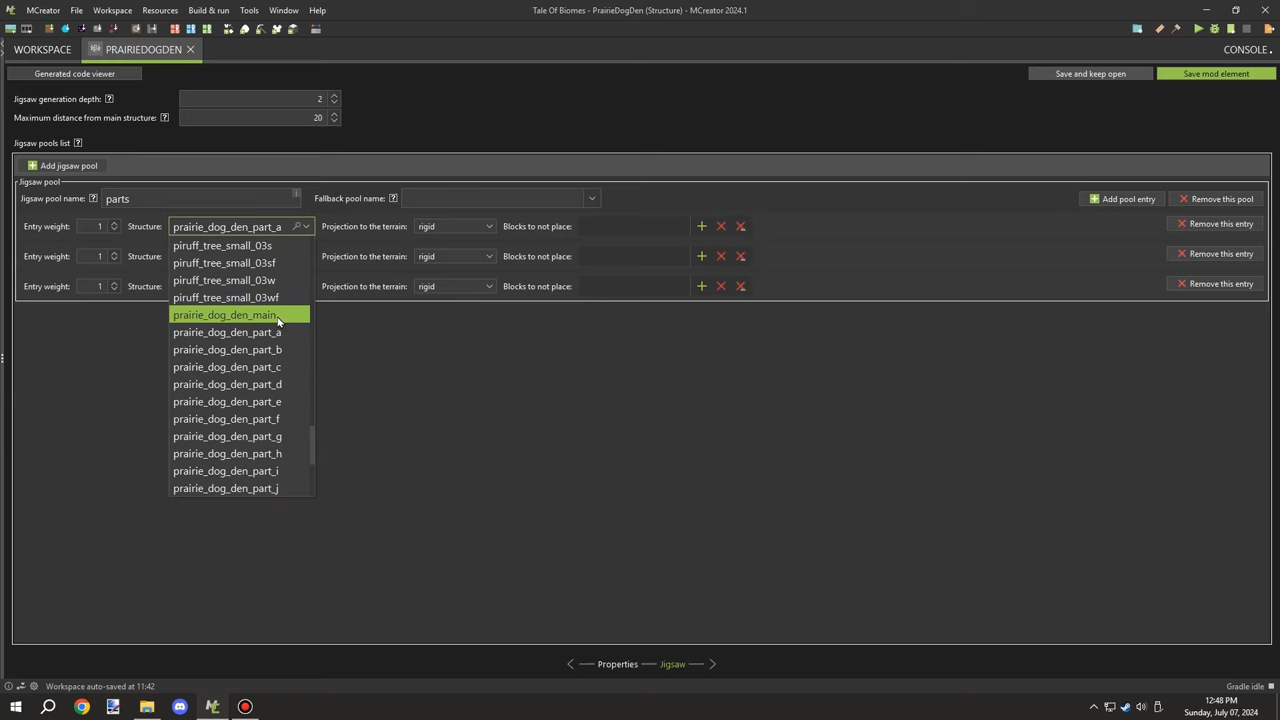 MCreator File Workspace Resources Build & Run Tools Window Help
Tale Of Biomes - PrairieDogDen (Structure) - MCreator 2024.1
WORKSPACE PRAIRIEDOGDEN CONSOLE
Generated code viewer Save and keep open Save mod element
Jigsaw generation depth: ? 2
Maximum distance from main structure: ? 20
Jigsaw pools list ?
Add jigsaw pool
Jigsaw pool
Jigsaw pool name: ? parts Fallback pool name: ? Add pool entry Remove this pool
Entry weight: 1 Structure: prairie_dog_den_part_a Projection to the terrain: rigid Blocks to not place: Remove this entry
Entry weight: 1 Structure: Projection to the terrain: rigid Blocks to not place: Remove this entry
Entry weight: 1 Structure: Projection to the terrain: rigid Blocks to not place: Remove this entry
piruff_tree_small_03s
piruff_tree_small_03sf
piruff_tree_small_03w
piruff_tree_small_03wf
prairie_dog_den_main
prairie_dog_den_part_a
prairie_dog_den_part_b
prairie_dog_den_part_c
prairie_dog_den_part_d
prairie_dog_den_part_e
prairie_dog_den_part_f
prairie_dog_den_part_g
prairie_dog_den_part_h
prairie_dog_den_part_i
prairie_dog_den_part_j
Properties Jigsaw
Workspace auto-saved at 11:42 Gradle idle
12:48 PM
Sunday, July 07, 2024